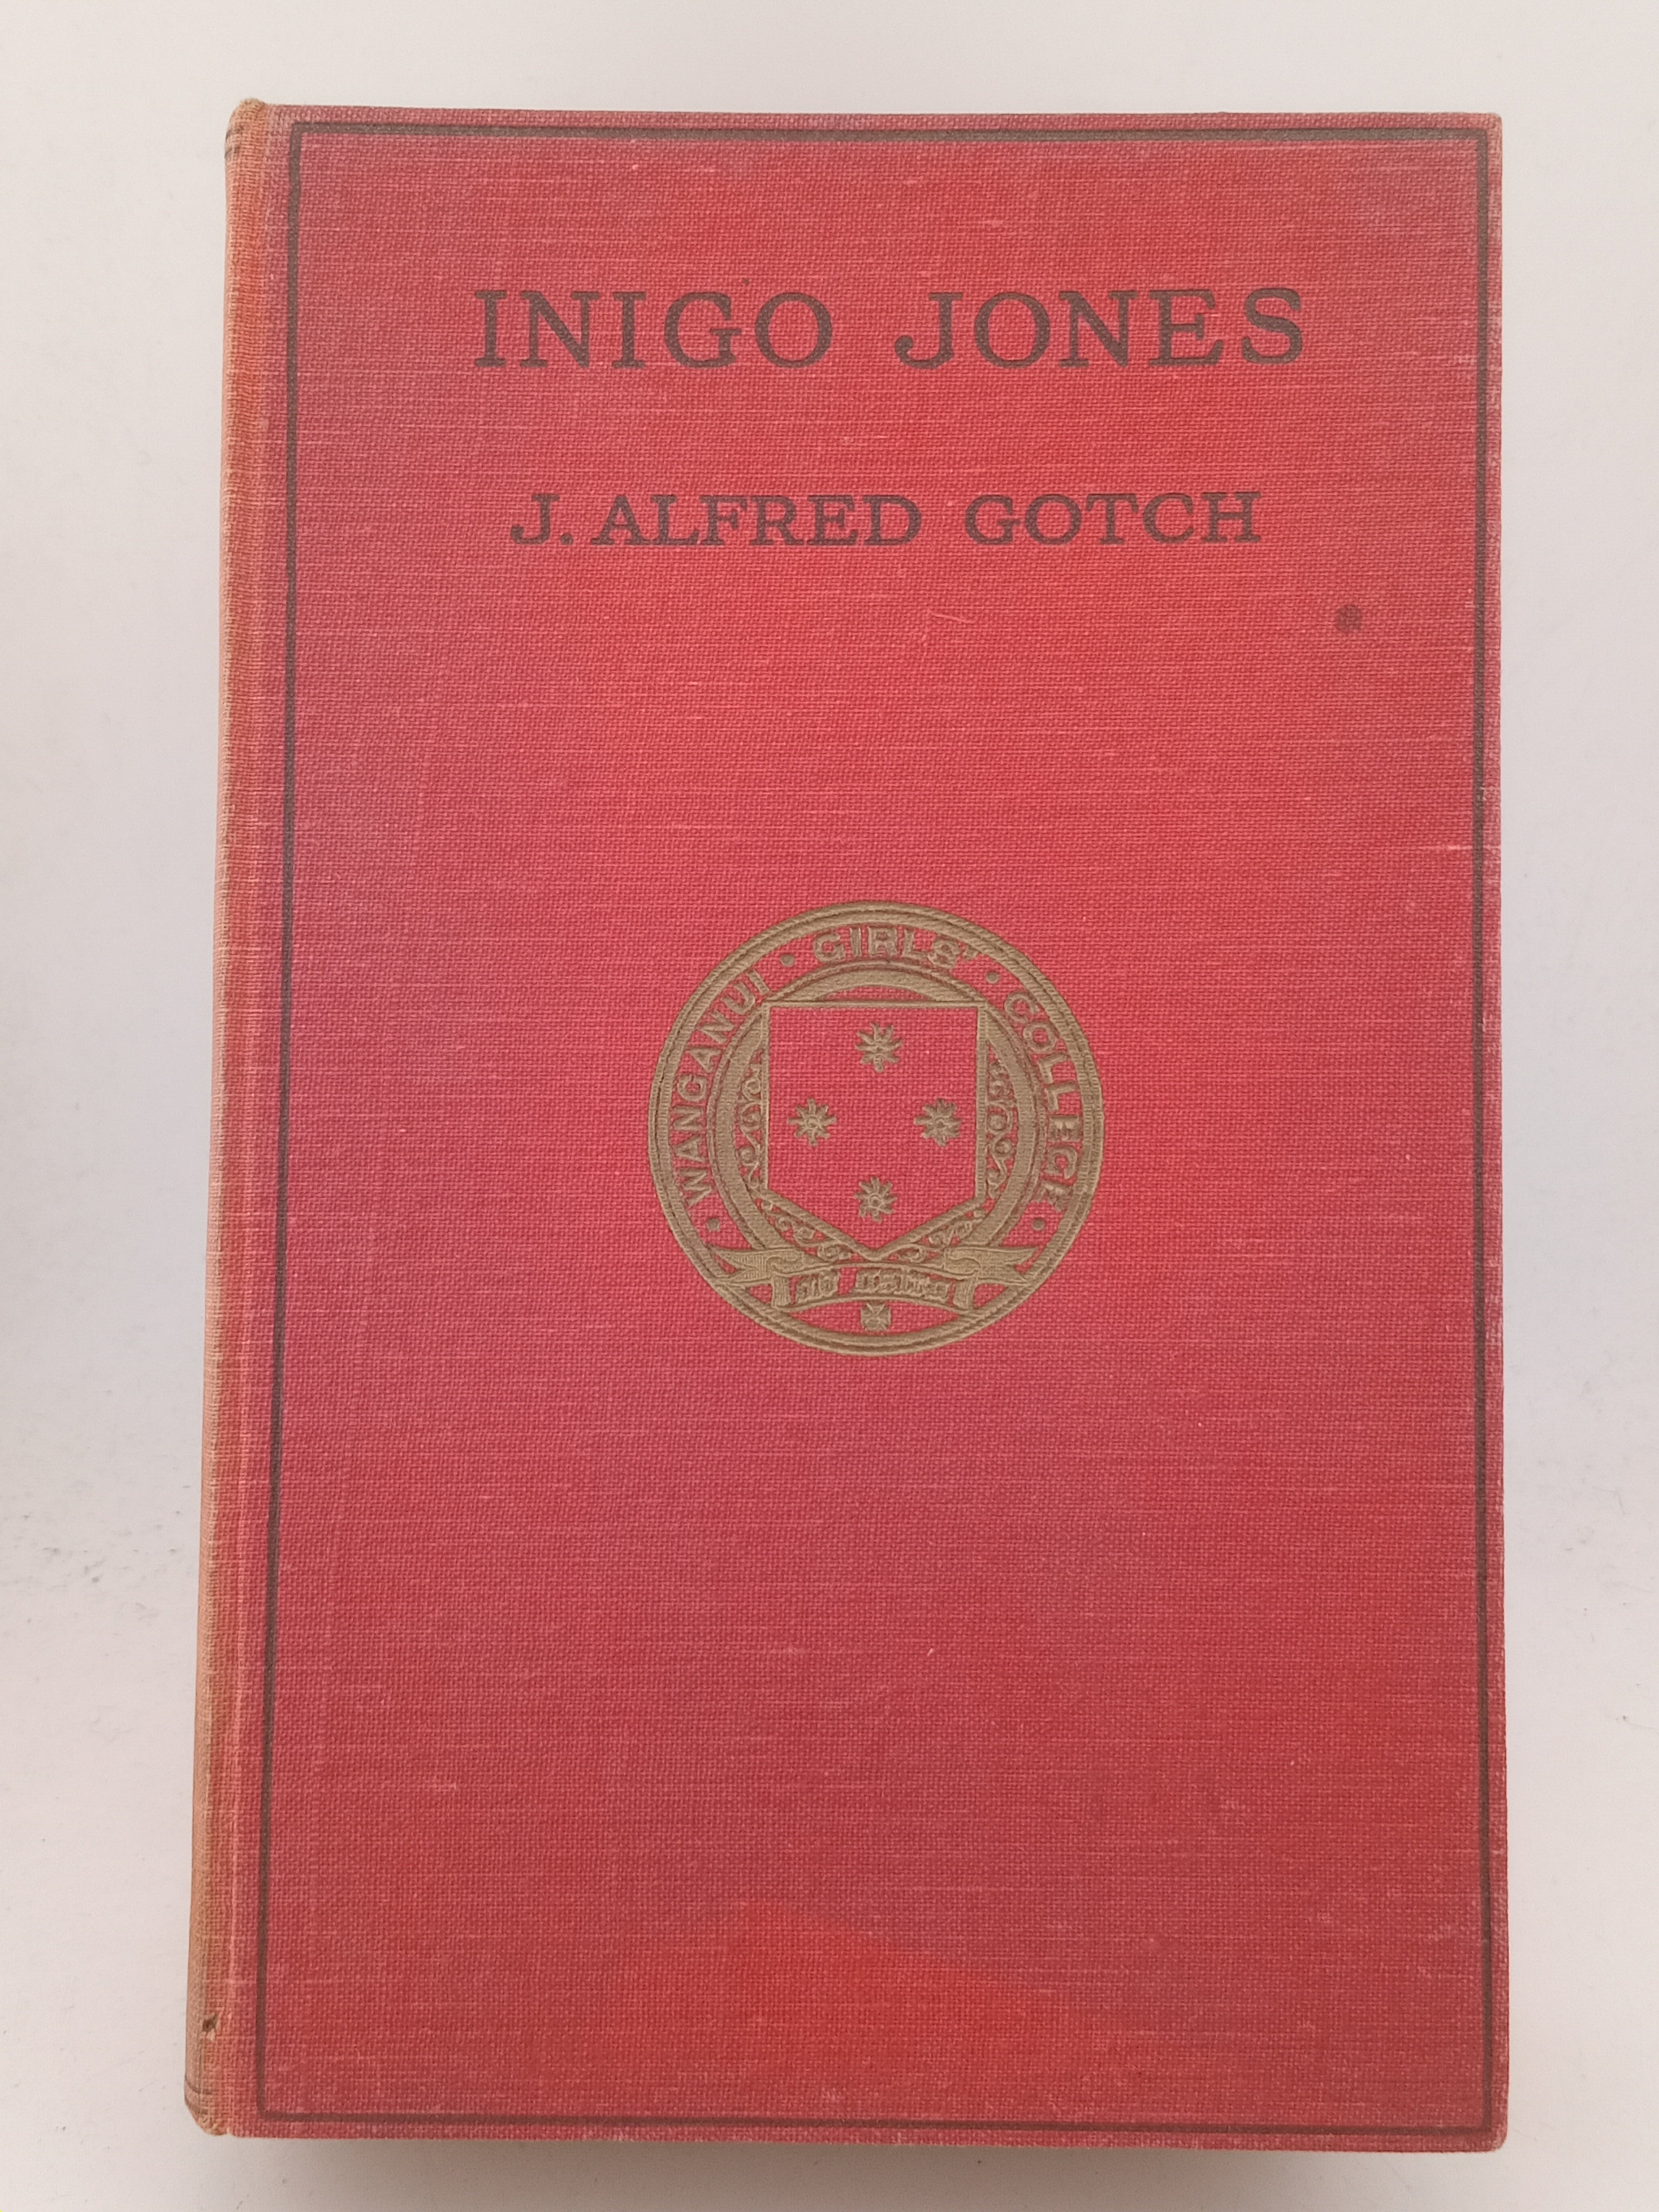 INIGO JONES
J. ALFRED GOTCH
WANGANUI · GIRLS' · COLLEGE